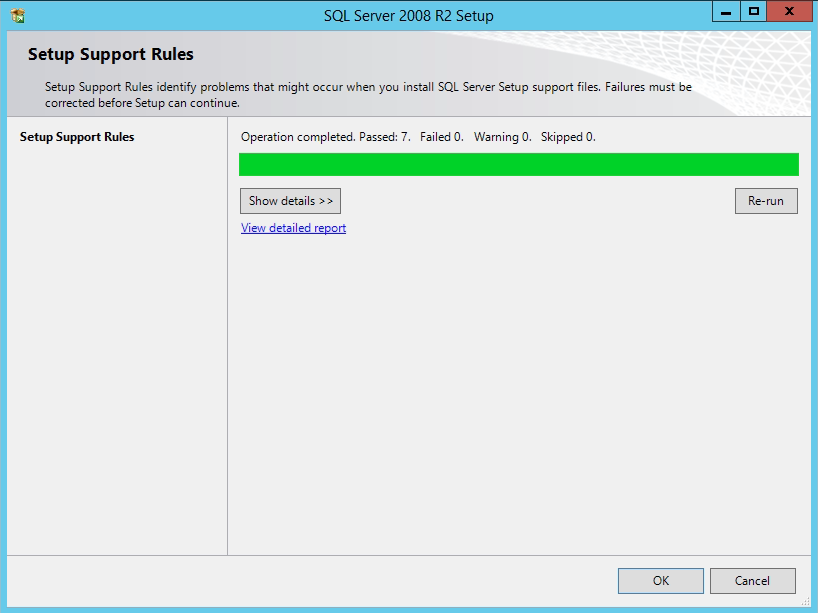 SQL Server 2008 R2 Setup
Setup Support Rules
Setup Support Rules identify problems that might occur when you install SQL Server Setup support files. Failures must be
corrected before Setup can continue.
Setup Support Rules
Operation completed. Passed: 7.   Failed 0.   Warning 0.   Skipped 0.
Show details >>
Re-run
View detailed report
OK
Cancel